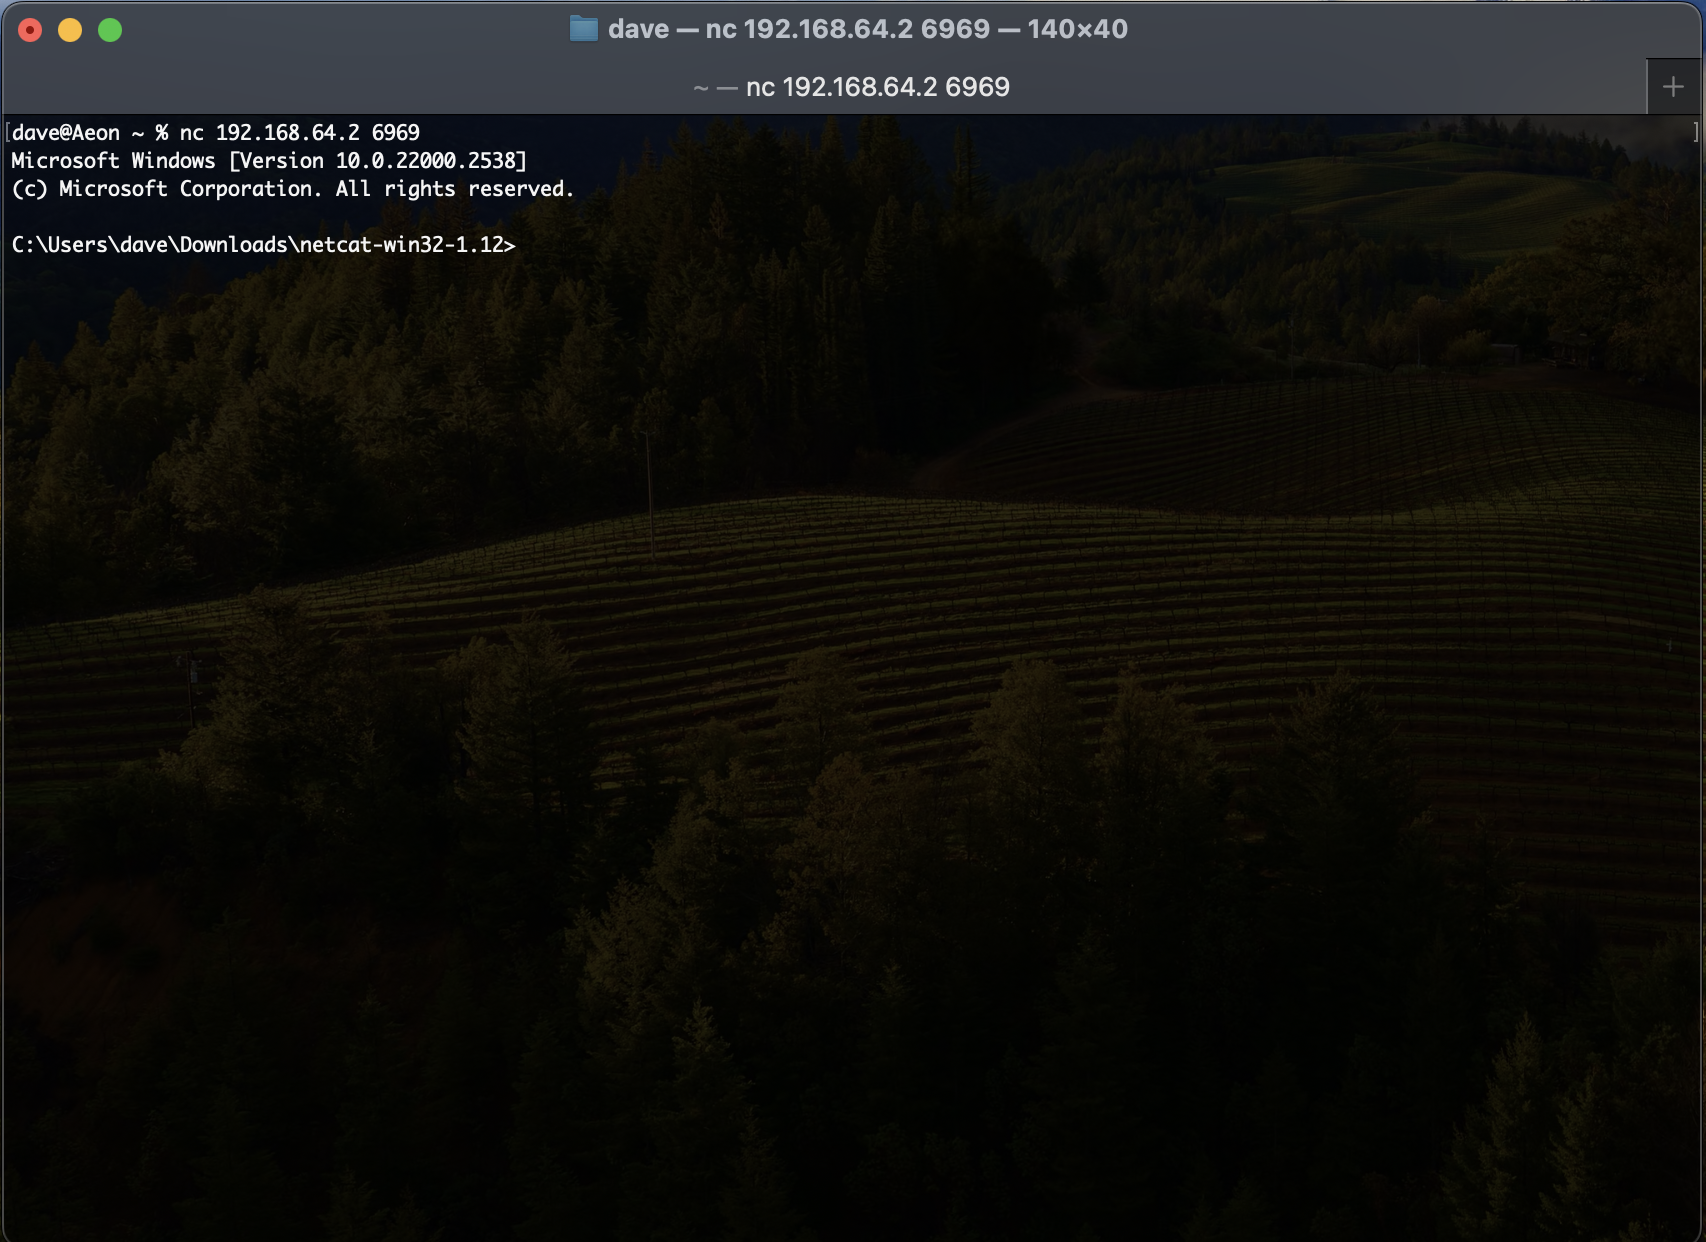 dave — nc 192.168.64.2 6969 — 140×40
~ — nc 192.168.64.2 6969
[dave@Aeon ~ % nc 192.168.64.2 6969 ]
Microsoft Windows [Version 10.0.22000.2538]
(c) Microsoft Corporation. All rights reserved.
C:\Users\dave\Downloads\netcat-win32-1.12>